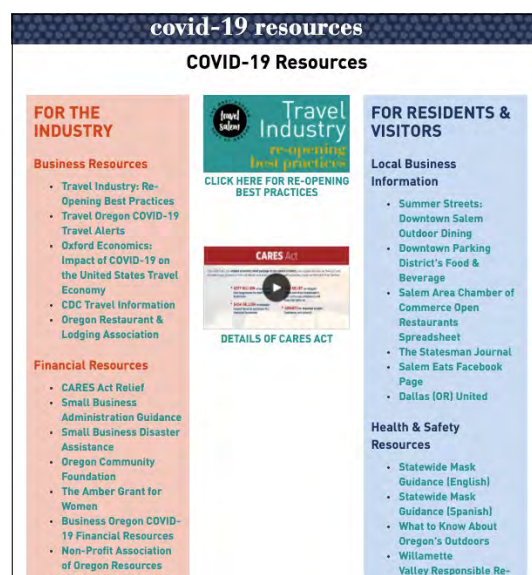 covid-19 resources
COVID-19 Resources
FOR THE
INDUSTRY
Business Resources
• Travel Industry: Re-
Opening Best Practices
• Travel Oregon COVID-19
Travel Alerts
• Oxford Economics:
Impact of COVID-19 on
the United States Travel
Economy
• CDC Travel Information
• Oregon Restaurant &
Lodging Association
Financial Resources
• CARES Act Relief
• Small Business
Administration Guidance
• Small Business Disaster
Assistance
• Oregon Community
Foundation
• The Amber Grant for
Women
• Business Oregon COVID-
19 Financial Resources
• Non-Profit Association
of Oregon Resources
travel
salem
Travel
Industry
re-opening
best practices
CLICK HERE FOR RE-OPENING
BEST PRACTICES
CARES Act
DETAILS OF CARES ACT
FOR RESIDENTS &
VISITORS
Local Business
Information
• Summer Streets:
Downtown Salem
Outdoor Dining
• Downtown Parking
District's Food &
Beverage
• Salem Area Chamber of
Commerce Open
Restaurants
Spreadsheet
• The Statesman Journal
• Salem Eats Facebook
Page
• Dallas (OR) United
Health & Safety
Resources
• Statewide Mask
Guidance (English)
• Statewide Mask
Guidance (Spanish)
• What to Know About
Oregon's Outdoors
• Willamette
Valley Responsible Re-